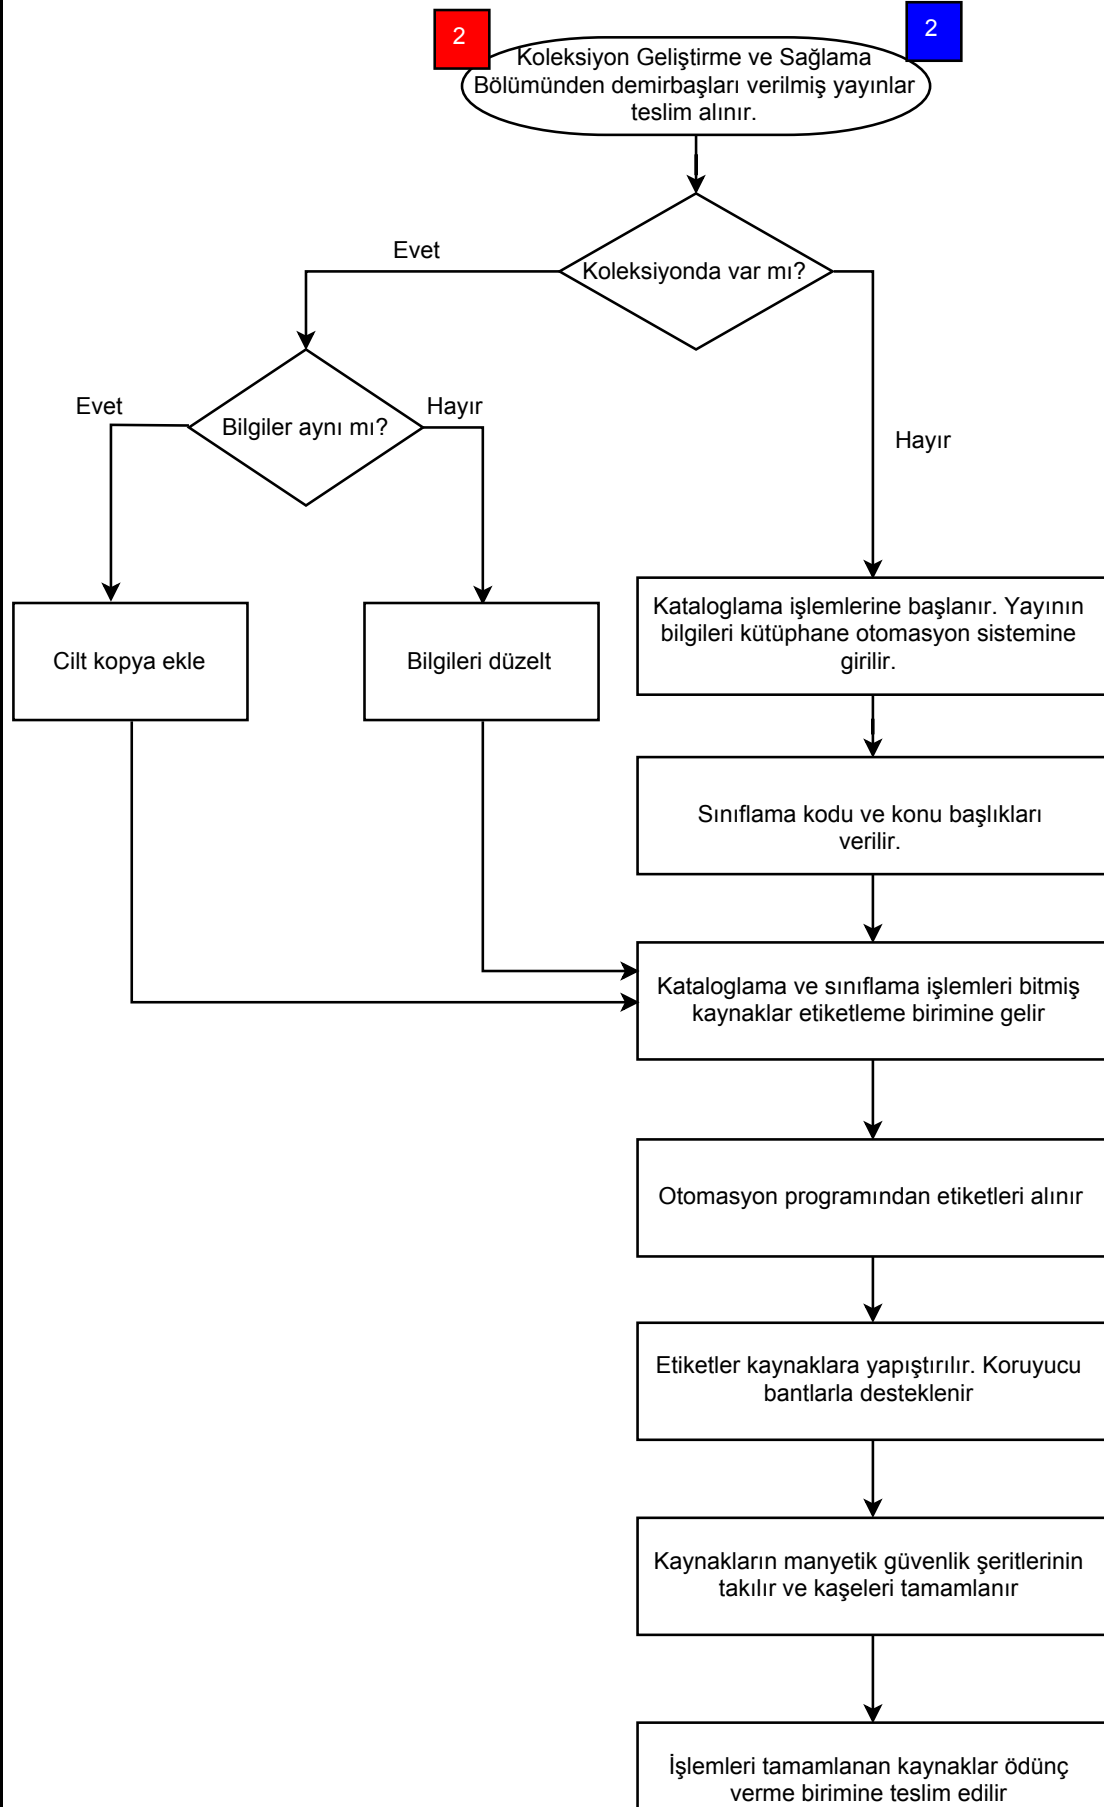 2
2
Koleksiyon Geliştirme ve Sağlama
Bölümünden demirbaşları verilmiş yayınlar
teslim alınır.
Evet
Koleksiyonda var mı?
Evet
Bilgiler aynı mı?
Hayır
Hayır
Cilt kopya ekle
Bilgileri düzelt
Kataloglama işlemlerine başlanır. Yayının
bilgileri kütüphane otomasyon sistemine
girilir.
Sınıflama kodu ve konu başlıkları
verilir.
Kataloglama ve sınıflama işlemleri bitmiş
kaynaklar etiketleme birimine gelir
Otomasyon programından etiketleri alınır
Etiketler kaynaklara yapıştırılır. Koruyucu
bantlarla desteklenir
Kaynakların manyetik güvenlik şeritlerinin
takılır ve kaşeleri tamamlanır
İşlemleri tamamlanan kaynaklar ödünç
verme birimine teslim edilir